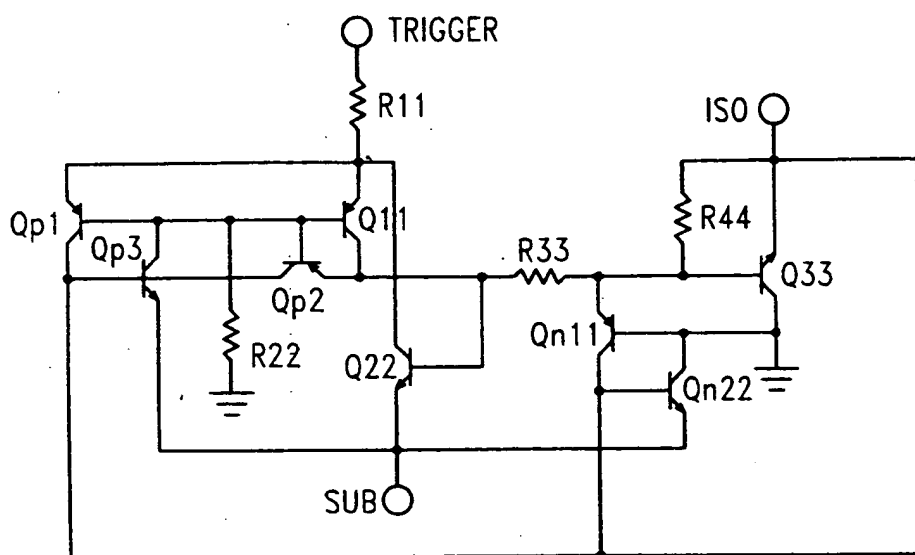 TRIGGER
R11
ISO
Qp1
Qp3
Q11
R44
R33
Q33
Qp2
Qn11
R22
Q22
Qn22
SUB